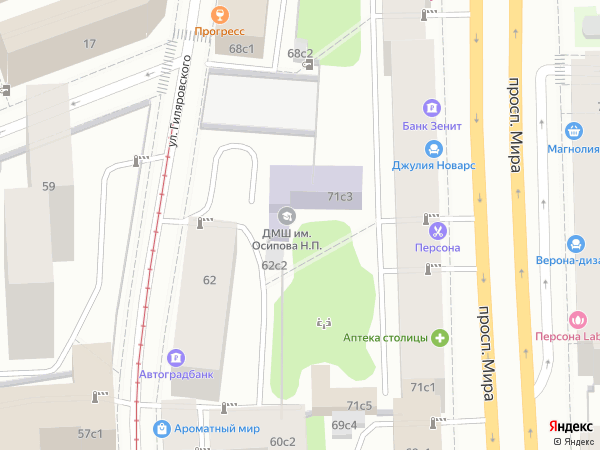 Прогресс
17
68с1
68с2
ул. Гиляровского
просп. Мира
Банк Зенит
Магнолия
Джулия Новарс
59
71с3
ДМШ им.
Осипова Н.П.
Персона
62с2
Верона-диза
62
просп. Мира
Аптека столицы
Персона Lab
Автоградбанк
71с1
71с5
57с1
Ароматный мир
60с2
69с4
Яндекс
© Яндекс